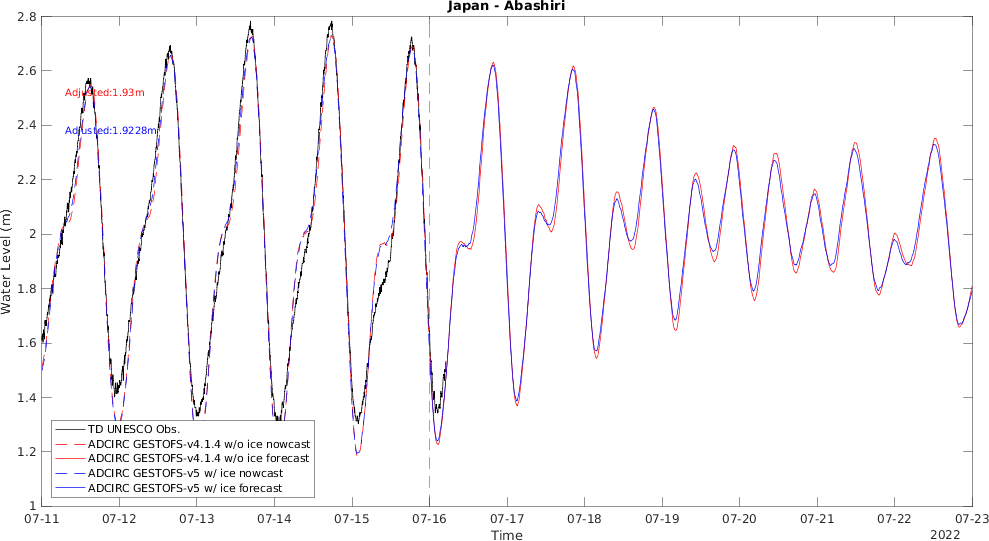 Japan - Abashiri
2.8
2.6
2.4
2.2
2
1.8
1.6
1.4
1.2
1
Water Level (m)
Adjusted:1.93m
Adjusted:1.9228m
TD UNESCO Obs.
ADCIRC GESTOFS-v4.1.4 w/o ice nowcast
ADCIRC GESTOFS-v4.1.4 w/o ice forecast
ADCIRC GESTOFS-v5 w/ ice nowcast
ADCIRC GESTOFS-v5 w/ ice forecast
07-11 07-12 07-13 07-14 07-15 07-16 07-17 07-18 07-19 07-20 07-21 07-22 07-23
Time
2022